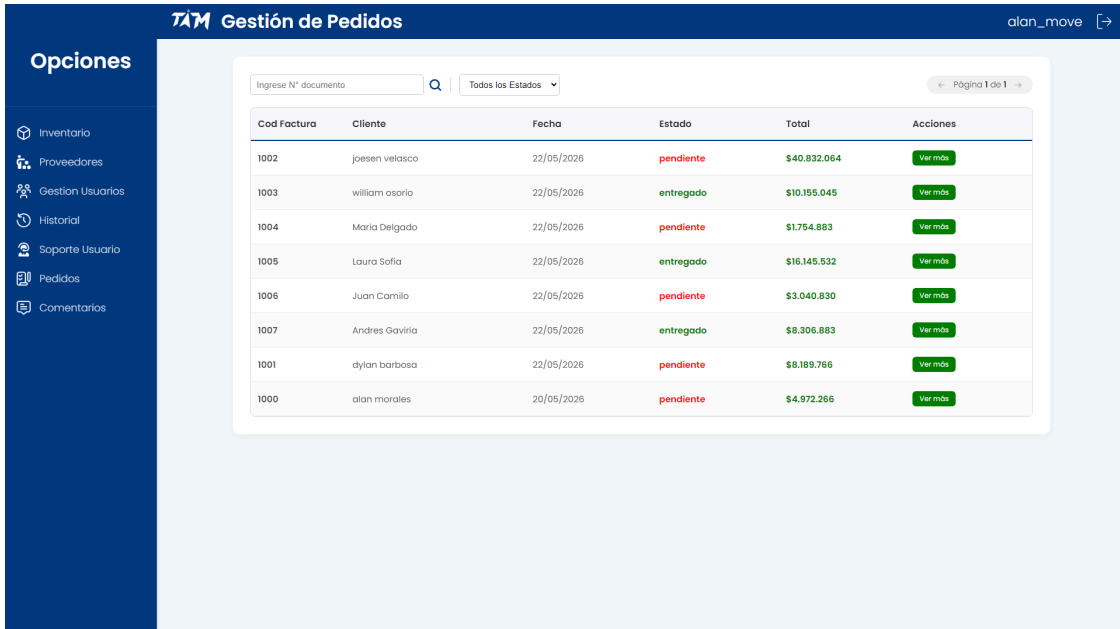 TAM Gestión de Pedidos
alan_move
Opciones
Inventario
Proveedores
Gestion Usuarios
Historial
Soporte Usuario
Pedidos
Comentarios
Ingrese N° documento
Todos los Estados
← Página 1 de 1 →
Cod Factura Cliente Fecha Estado Total Acciones
1002 joesen velasco 22/05/2026 pendiente $40.832.064 Ver más
1003 william osorio 22/05/2026 entregado $10.155.045 Ver más
1004 Maria Delgado 22/05/2026 pendiente $1.754.883 Ver más
1005 Laura Sofia 22/05/2026 entregado $16.145.532 Ver más
1006 Juan Camilo 22/05/2026 pendiente $3.040.830 Ver más
1007 Andres Gaviria 22/05/2026 entregado $8.306.883 Ver más
1001 dylan barbosa 22/05/2026 pendiente $8.189.766 Ver más
1000 alan morales 20/05/2026 pendiente $4.972.266 Ver más